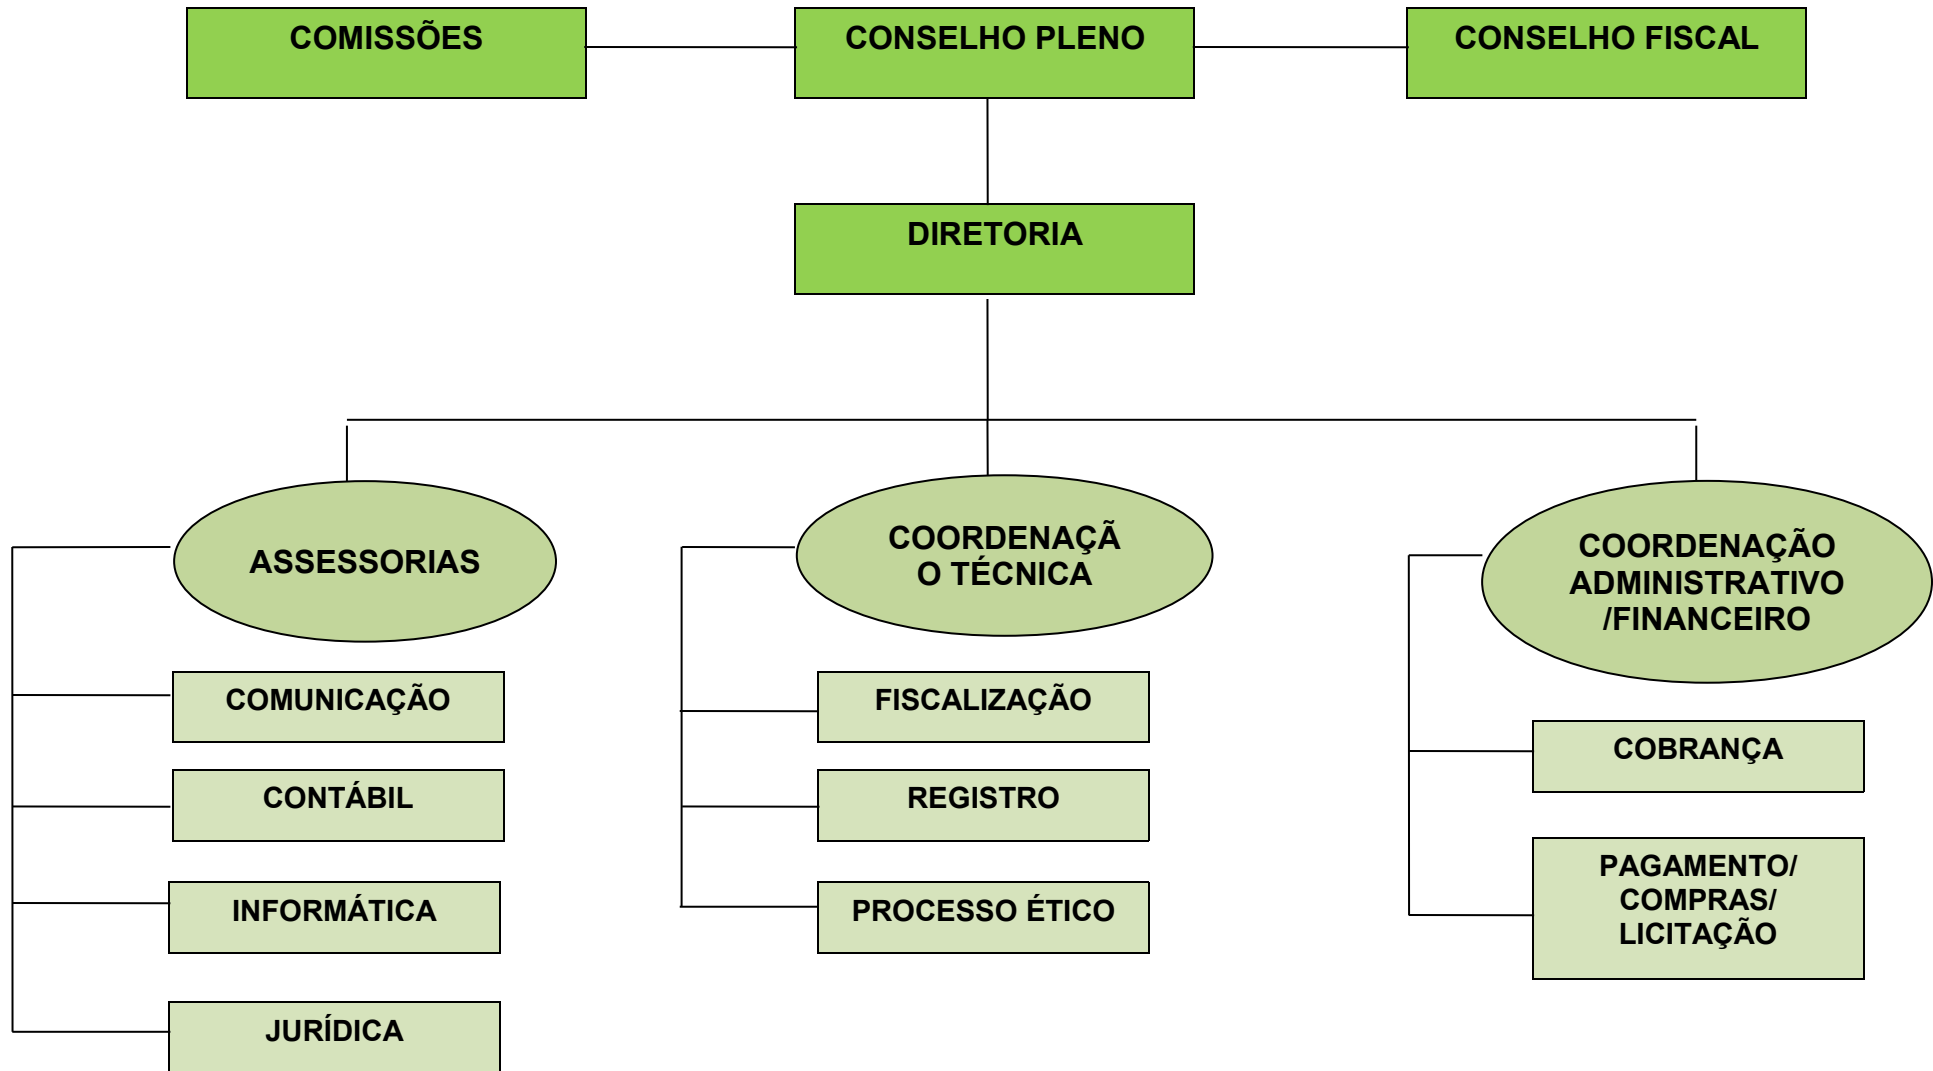 COMISSÕES
CONSELHO PLENO
CONSELHO FISCAL
DIRETORIA
ASSESSORIAS
COORDENAÇÃ
O TÉCNICA
COORDENAÇÃO
ADMINISTRATIVO
/FINANCEIRO
COMUNICAÇÃO
CONTÁBIL
INFORMÁTICA
JURÍDICA
FISCALIZAÇÃO
REGISTRO
PROCESSO ÉTICO
COBRANÇA
PAGAMENTO/
COMPRAS/
LICITAÇÃO